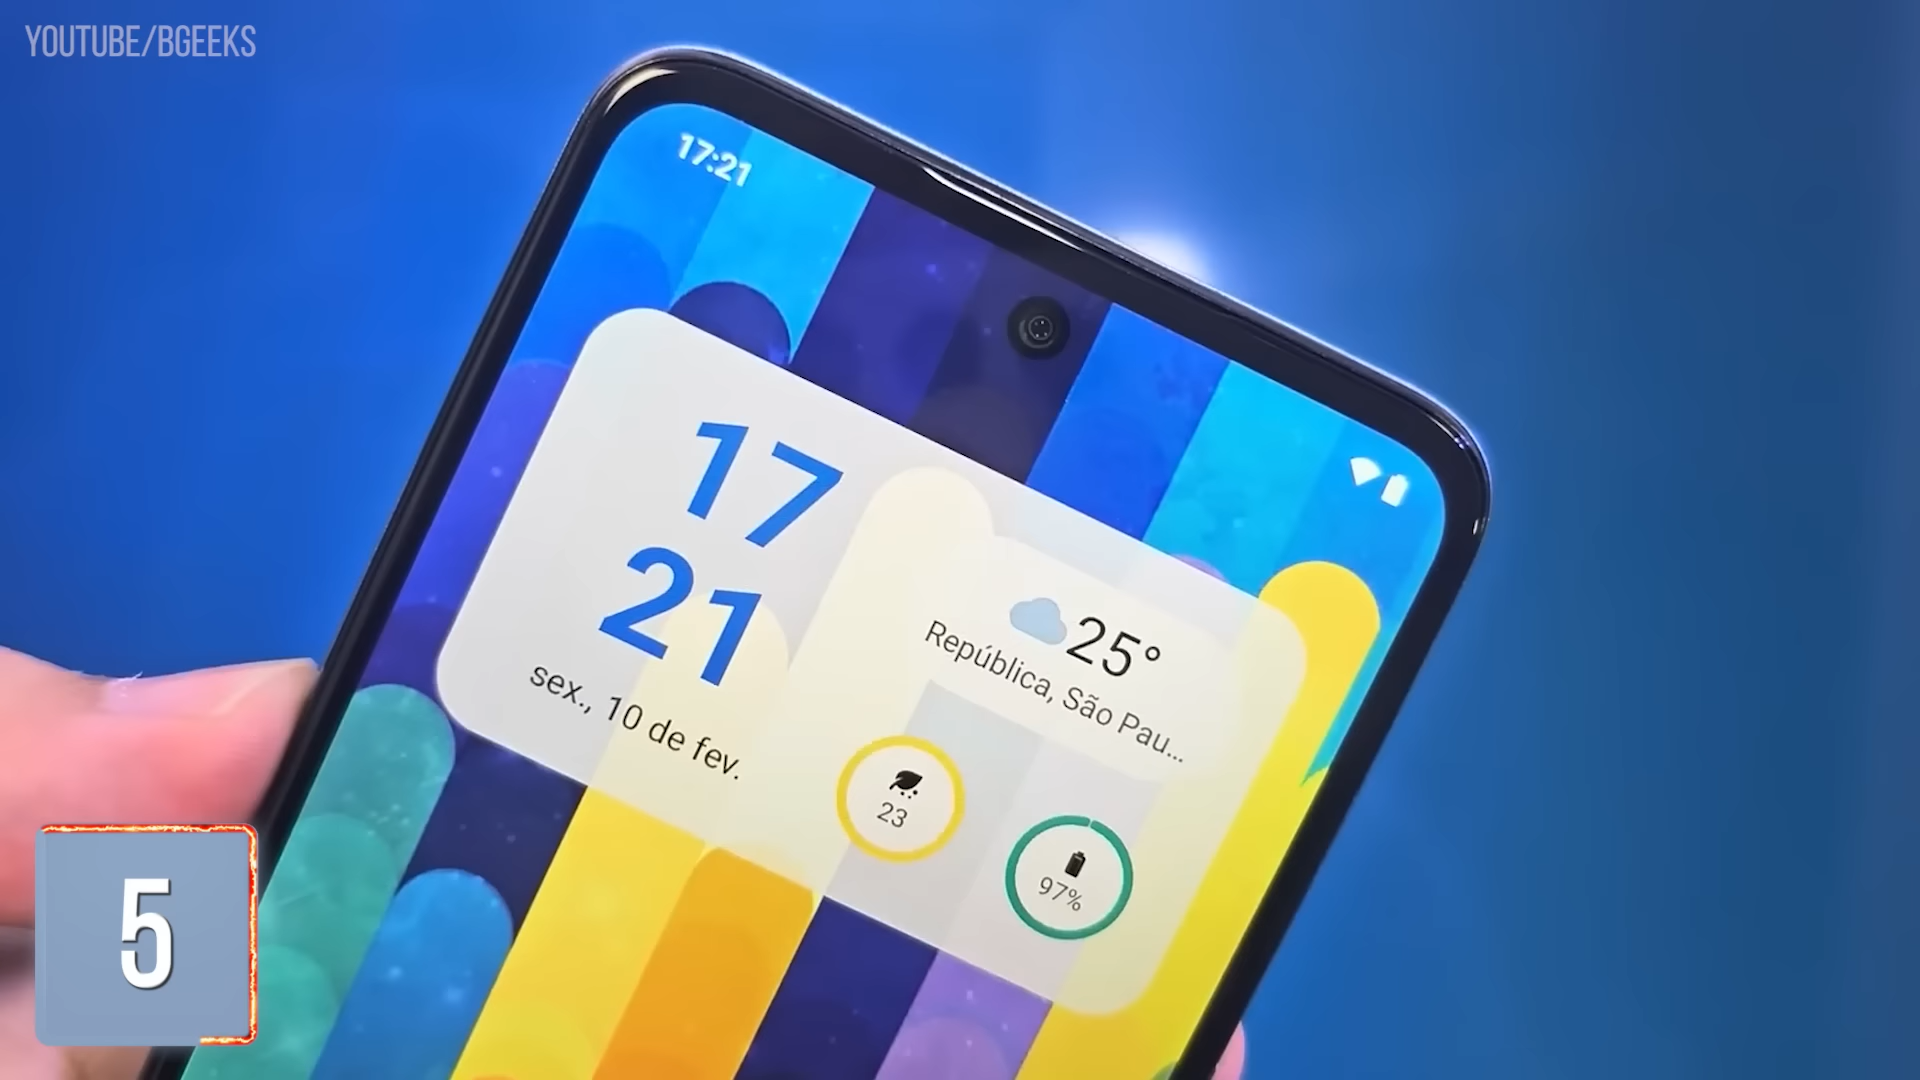 YOUTUBE/BGEEKS
17:21
17
21
sex., 10 de fev.
25°
República, São Pau...
23
97%
5